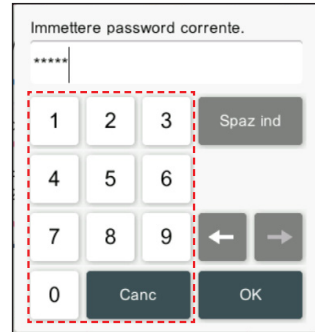 Immettere password corrente.
*****
1 2 3 Spaz ind
4 5 6
7 8 9 ← →
0 Canc OK